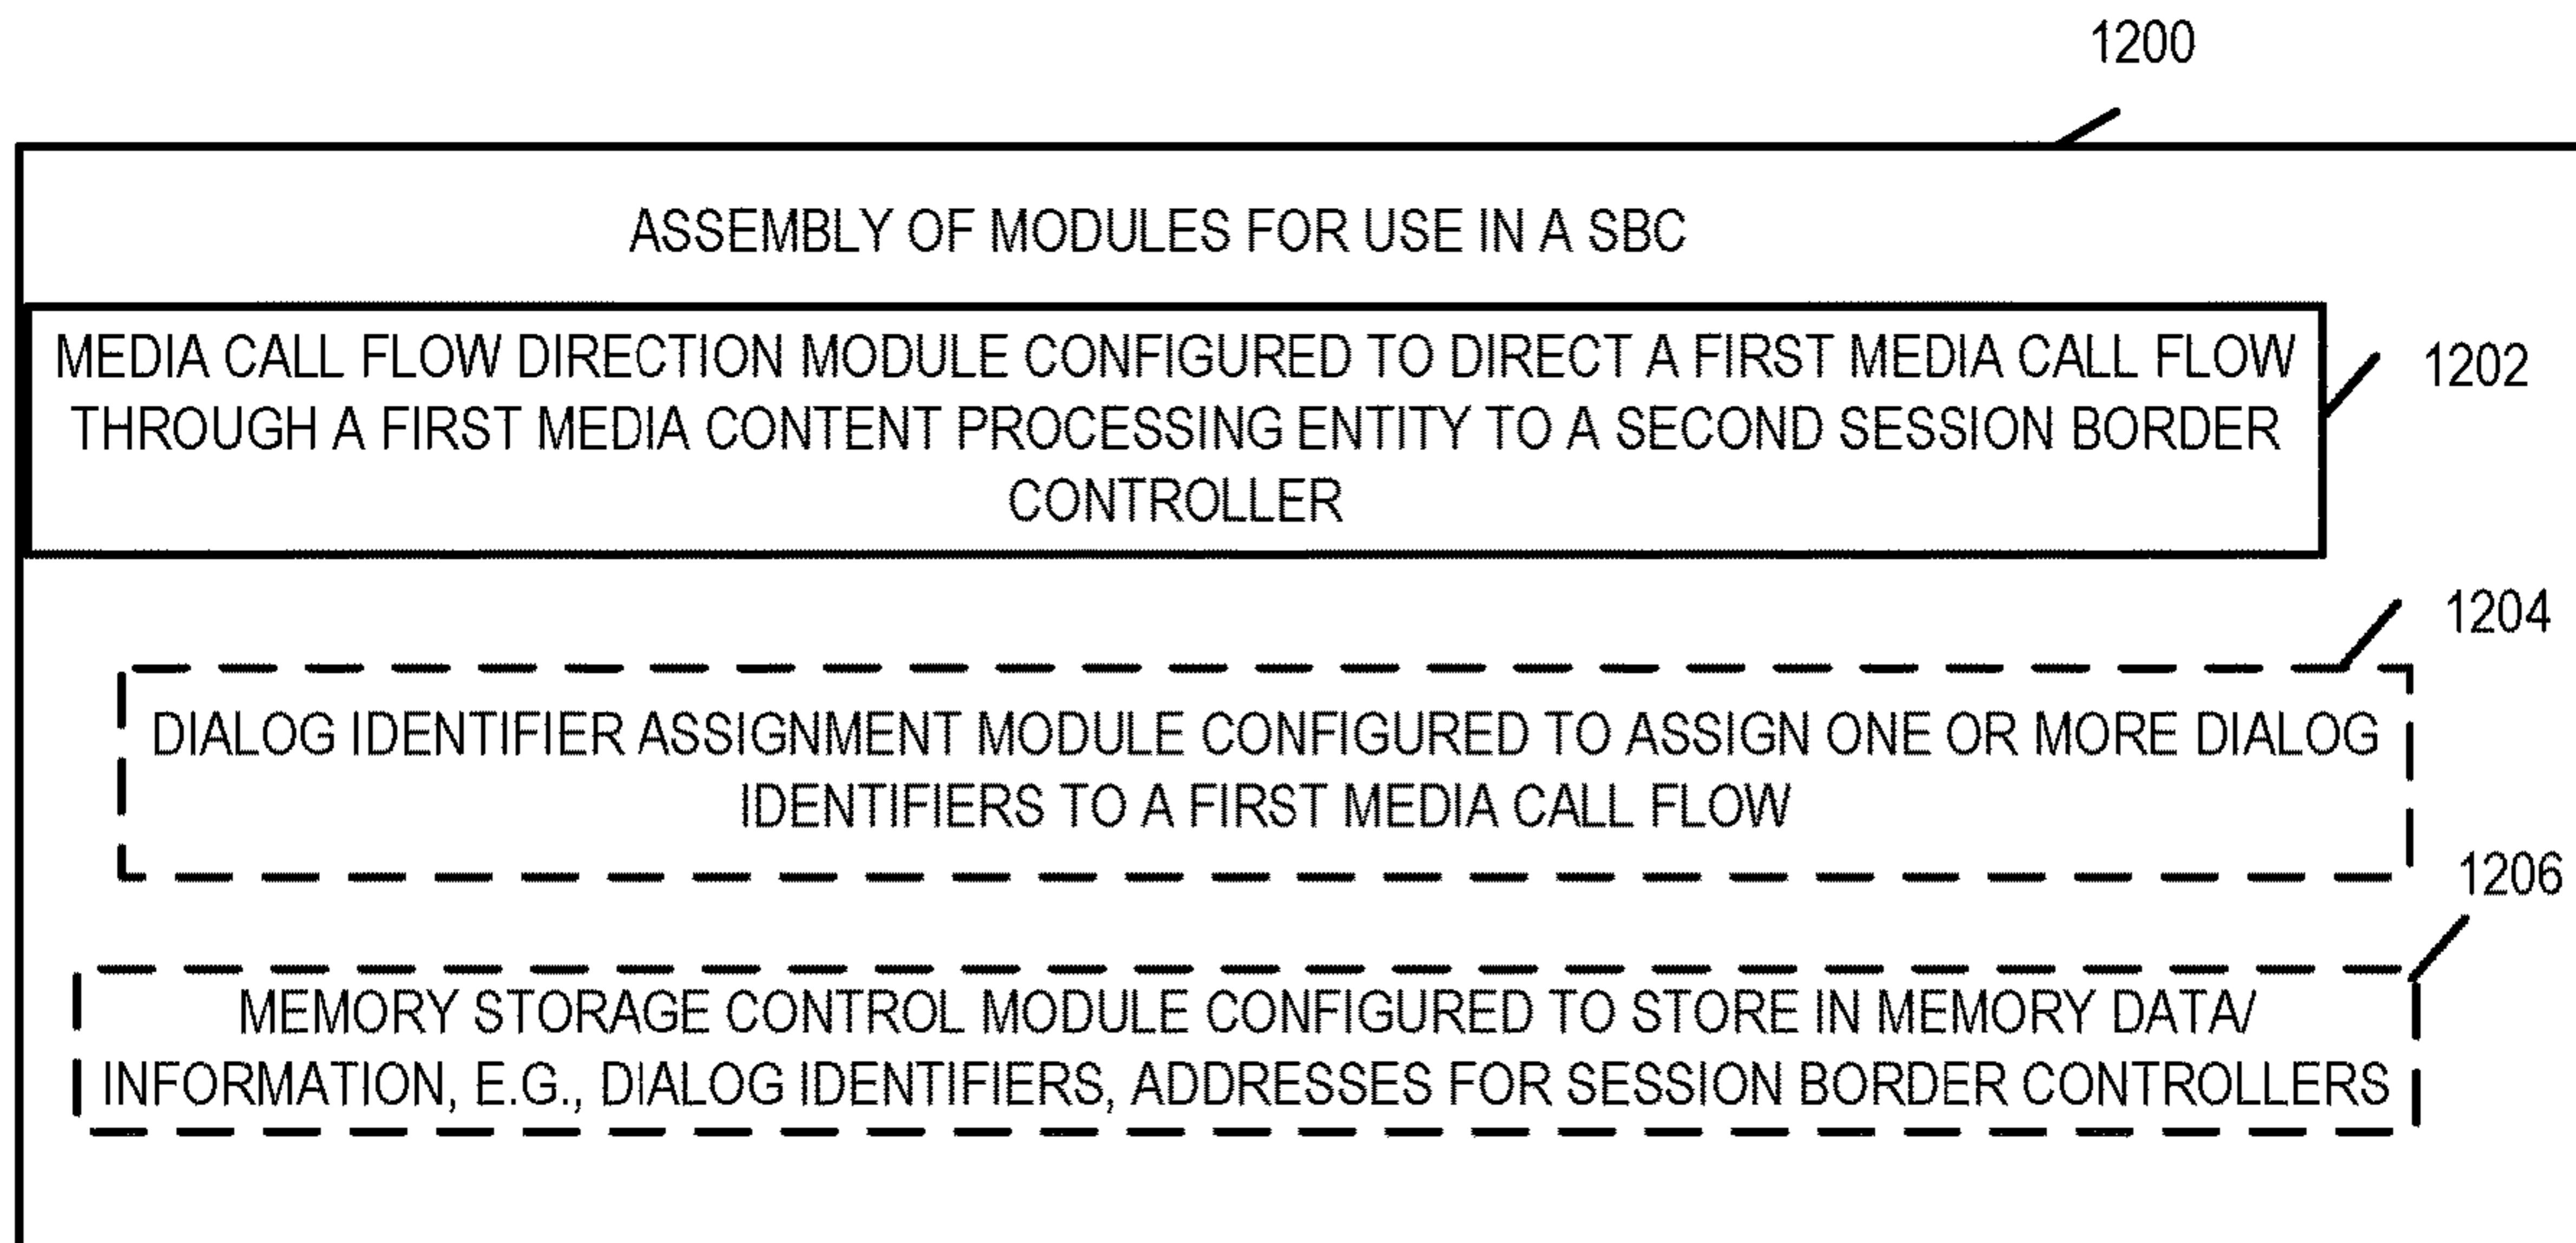 1200
ASSEMBLY OF MODULES FOR USE IN A SBC
MEDIA CALL FLOW DIRECTION MODULE CONFIGURED TO DIRECT A FIRST MEDIA CALL FLOW
THROUGH A FIRST MEDIA CONTENT PROCESSING ENTITY TO A SECOND SESSION BORDER
CONTROLLER
1202
1204
DIALOG IDENTIFIER ASSIGNMENT MODULE CONFIGURED TO ASSIGN ONE OR MORE DIALOG
IDENTIFIERS TO A FIRST MEDIA CALL FLOW
1206
MEMORY STORAGE CONTROL MODULE CONFIGURED TO STORE IN MEMORY DATA/
INFORMATION, E.G., DIALOG IDENTIFIERS, ADDRESSES FOR SESSION BORDER CONTROLLERS